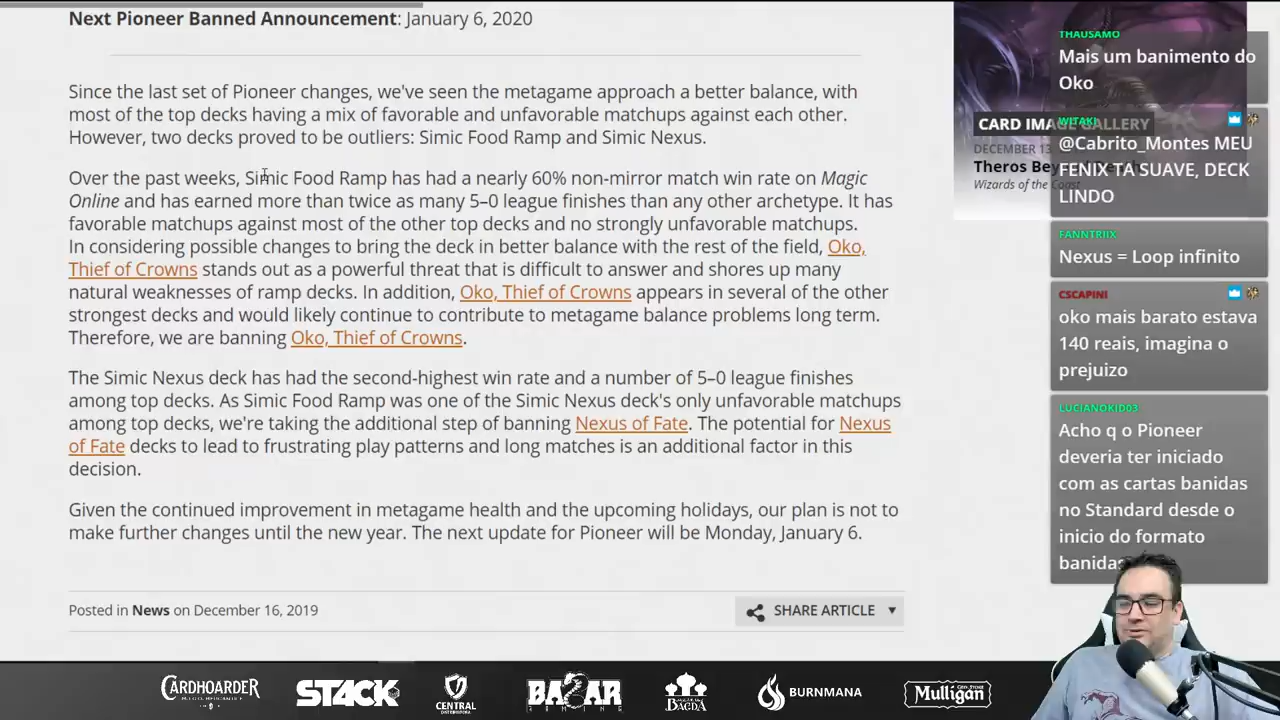 Next Pioneer Banned Announcement: January 6, 2020
Since the last set of Pioneer changes, we've seen the metagame approach a better balance, with
most of the top decks having a mix of favorable and unfavorable matchups against each other.
However, two decks proved to be outliers: Simic Food Ramp and Simic Nexus.
Over the past weeks, Simic Food Ramp has had a nearly 60% non-mirror match win rate on Magic
Online and has earned more than twice as many 5–0 league finishes than any other archetype. It has
favorable matchups against most of the other top decks and no strongly unfavorable matchups.
In considering possible changes to bring the deck in better balance with the rest of the field, Oko,
Thief of Crowns stands out as a powerful threat that is difficult to answer and shores up many
natural weaknesses of ramp decks. In addition, Oko, Thief of Crowns appears in several of the other
strongest decks and would likely continue to contribute to metagame balance problems long term.
Therefore, we are banning Oko, Thief of Crowns.
The Simic Nexus deck has had the second-highest win rate and a number of 5–0 league finishes
among top decks. As Simic Food Ramp was one of the Simic Nexus deck's only unfavorable matchups
among top decks, we're taking the additional step of banning Nexus of Fate. The potential for Nexus
of Fate decks to lead to frustrating play patterns and long matches is an additional factor in this
decision.
Given the continued improvement in metagame health and the upcoming holidays, our plan is not to
make further changes until the new year. The next update for Pioneer will be Monday, January 6.
Posted in News on December 16, 2019
SHARE ARTICLE
CARD IMAGE GALLERY
DECEMBER 13
Theros Bey
Wizards of the Coast
THAUSAMO
Mais um banimento do
Oko
WITAKI
@Cabrito_Montes MEU
FENIX TA SUAVE, DECK
LINDO
FANNTRIIX
Nexus = Loop infinito
CSCAPINI
oko mais barato estava
140 reais, imagina o
prejuizo
LUCIANOKID03
Acho q o Pioneer
deveria ter iniciado
com as cartas banidas
no Standard desde o
inicio do formato
banidas
CARDHOARDER
STACK
CENTRAL
BAZAR
GAMING
BAGDÁ
BURNMANA
Mulligan